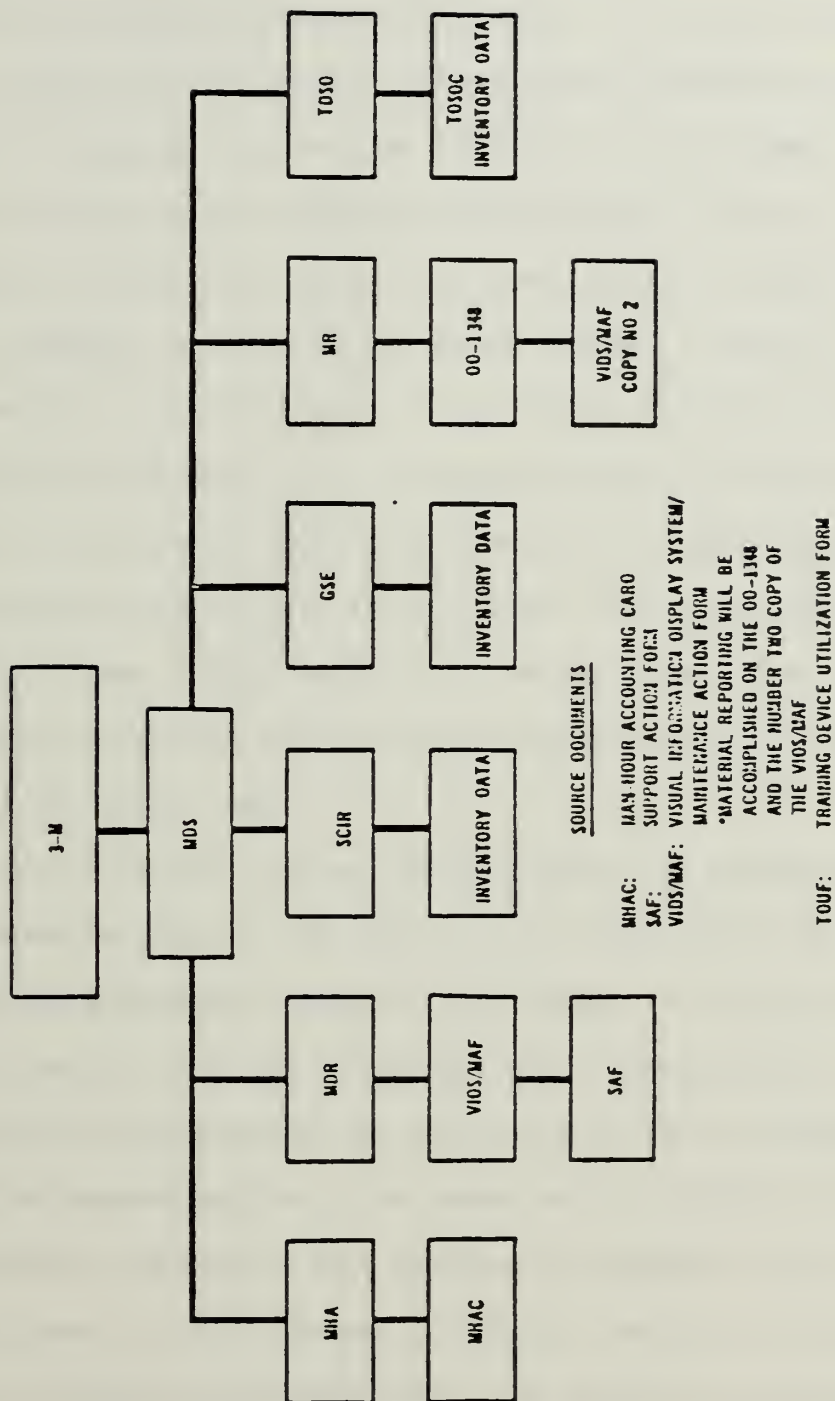 3-M
MDS
MHA
MDR
SCIR
GSE
MR
TDSD
MHAC
VIDS/MAF
INVENTORY DATA
INVENTORY DATA
DD-1348
TDSDC
INVENTORY DATA
SAF
VIDS/MAF
COPY NO 2
SOURCE DOCUMENTS
MHAC: MAN-HOUR ACCOUNTING CARD
SAF: SUPPORT ACTION FORM
VIDS/MAF: VISUAL INFORMATION DISPLAY SYSTEM/
MAINTENANCE ACTION FORM
*MATERIAL REPORTING WILL BE
ACCOMPLISHED ON THE DD-1348
AND THE NUMBER TWO COPY OF
THE VIDS/MAF
TDUF: TRAINING DEVICE UTILIZATION FORM